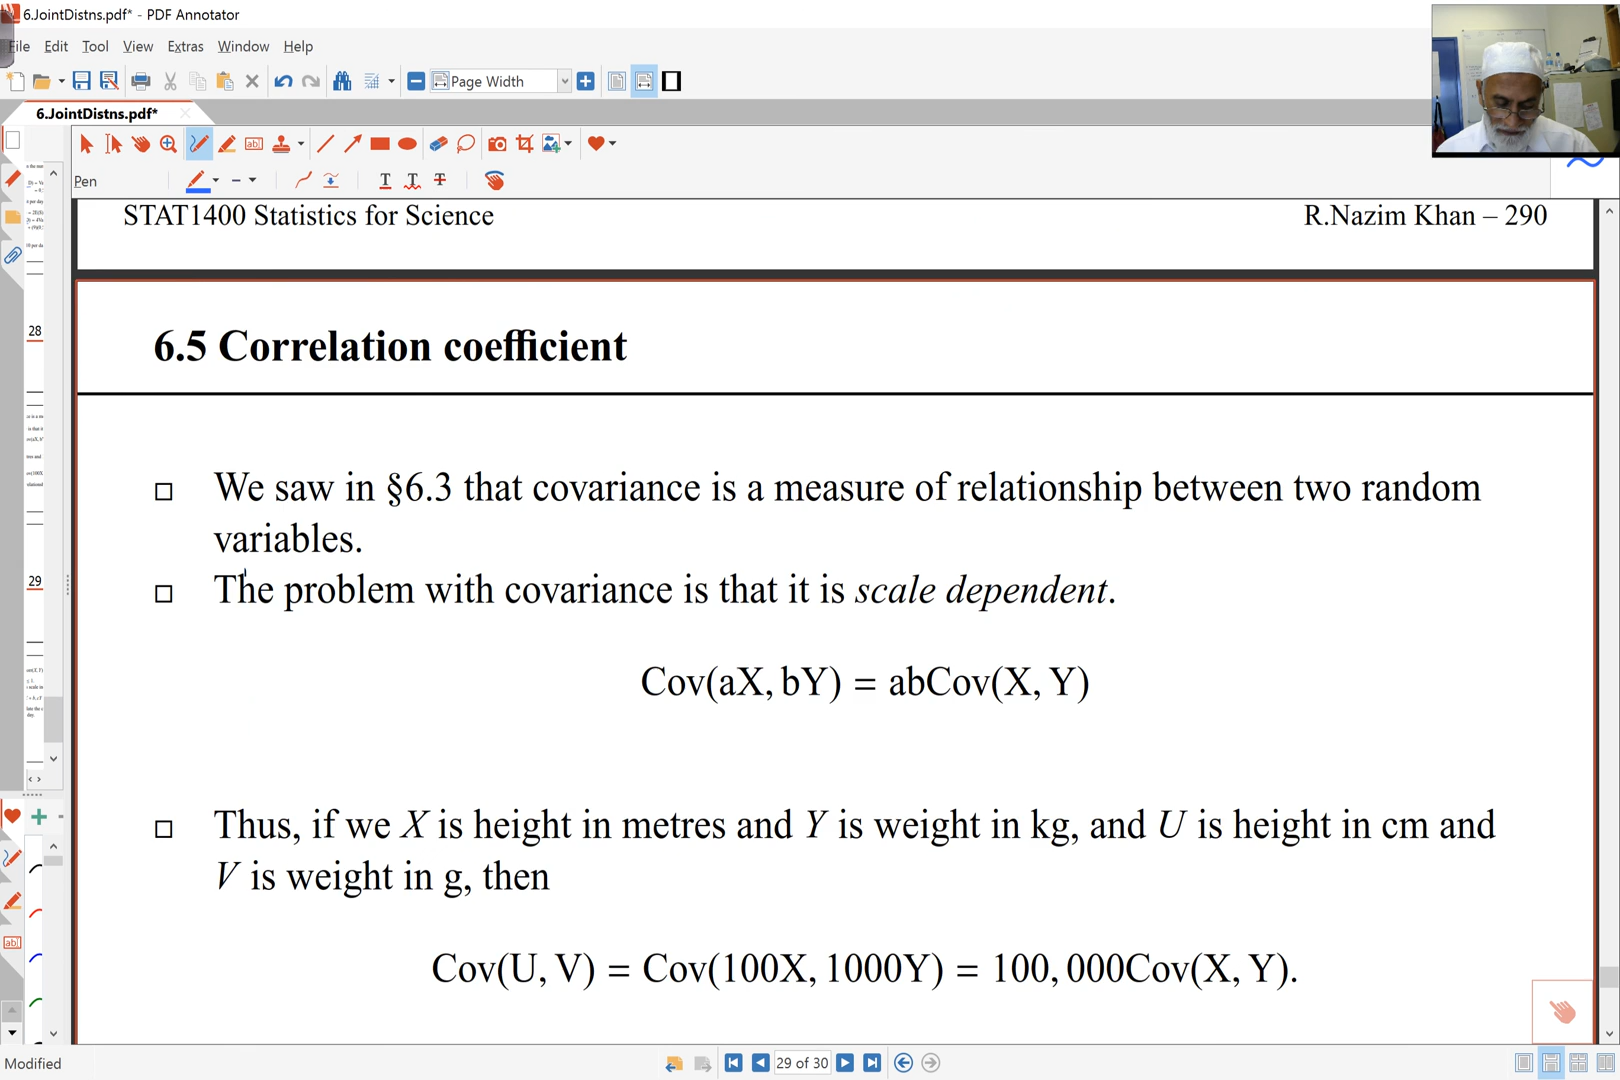 6.JointDistns.pdf* - PDF Annotator
File Edit Tool View Extras Window Help
Page Width
6.JointDistns.pdf*
Pen
STAT1400 Statistics for Science
R.Nazim Khan – 290
6.5 Correlation coefficient
We saw in §6.3 that covariance is a measure of relationship between two random
variables.
The problem with covariance is that it is scale dependent.
Cov(aX, bY) = abCov(X, Y)
Thus, if we X is height in metres and Y is weight in kg, and U is height in cm and
V is weight in g, then
Cov(U, V) = Cov(100X, 1000Y) = 100, 000Cov(X, Y).
28
29
Modified
29 of 30